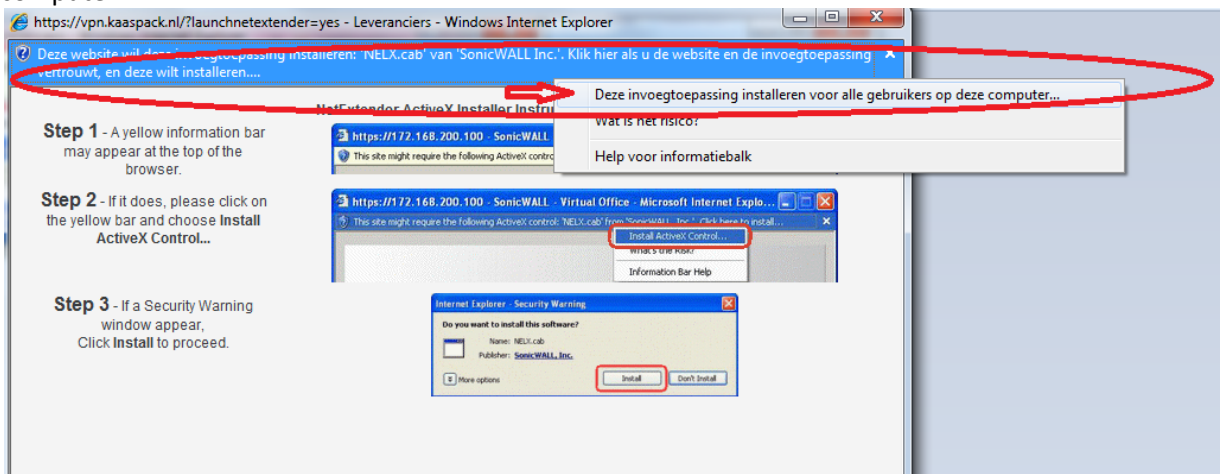 https://vpn.kaaspack.nl/?launchnetextender=yes - Leveranciers - Windows Internet Explorer
Deze website wil deze invoegtoepassing installeren: 'NELX.cab' van 'SonicWALL Inc.'. Klik hier als u de website en de invoegtoepassing
vertrouwt, en deze wilt installeren....
Deze invoegtoepassing installeren voor alle gebruikers op deze computer...
Wat is het risico?
Help voor informatiebalk
NetExtender ActiveX Installer
Step 1 - A yellow information bar
may appear at the top of the
browser.
https://172.168.200.100 - SonicWALL
This site might require the following ActiveX
Step 2 - If it does, please click on
the yellow bar and choose Install
ActiveX Control...
https://172.168.200.100 - SonicWALL - Virtual Office - Microsoft Internet Explo...
This site might require the following ActiveX control: 'NELX.cab' from 'SonicWALL, Inc.'. Click here to install...
Install ActiveX Control...
What's the Risk?
Information Bar Help
Step 3 - If a Security Warning
window appear,
Click Install to proceed.
Internet Explorer - Security Warning
Do you want to install this software?
Name: NELX.cab
Publisher: SonicWALL, Inc.
More options
Install
Don't Install